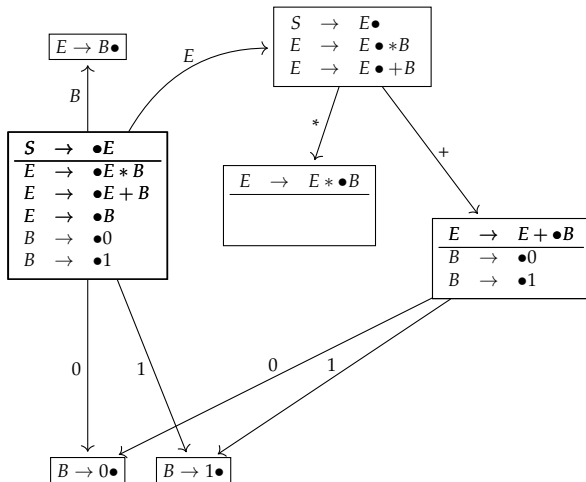 S → E●
E → E● *B
E → E● +B
E → B●
E
B
S → ●E
E → ●E * B
E → ●E + B
E → ●B
B → ●0
B → ●1
*
+
E → E * ●B
E → E + ●B
B → ●0
B → ●1
0
1
0
1
B → 0●
B → 1●